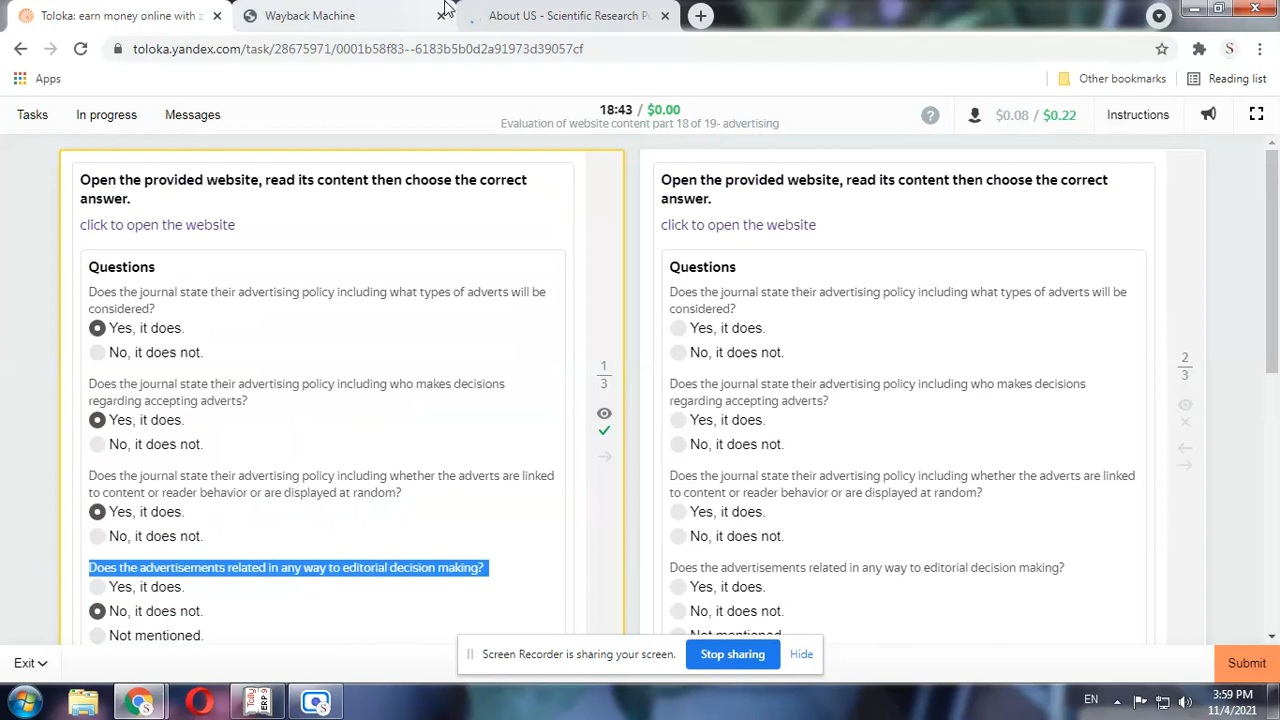 Toloka: earn money online with
Wayback Machine
About US - Scientific Research P
toloka.yandex.com/task/28675971/0001b58f83--6183b5b0d2a91973d39057cf
S
Apps
Other bookmarks
Reading list
Tasks
In progress
Messages
18:43 / $0.00
Evaluation of website content part 18 of 19- advertising
?
$0.08 / $0.22
Instructions
Open the provided website, read its content then choose the correct
answer.
click to open the website
Questions
Does the journal state their advertising policy including what types of adverts will be
considered?
Yes, it does.
No, it does not.
Does the journal state their advertising policy including who makes decisions
regarding accepting adverts?
Yes, it does.
No, it does not.
Does the journal state their advertising policy including whether the adverts are linked
to content or reader behavior or are displayed at random?
Yes, it does.
No, it does not.
Does the advertisements related in any way to editorial decision making?
Yes, it does.
No, it does not.
Not mentioned.
1
3
Open the provided website, read its content then choose the correct
answer.
click to open the website
Questions
Does the journal state their advertising policy including what types of adverts will be
considered?
Yes, it does.
No, it does not.
Does the journal state their advertising policy including who makes decisions
regarding accepting adverts?
Yes, it does.
No, it does not.
Does the journal state their advertising policy including whether the adverts are linked
to content or reader behavior or are displayed at random?
Yes, it does.
No, it does not.
Does the advertisements related in any way to editorial decision making?
Yes, it does.
No, it does not.
Not mentioned.
2
3
Screen Recorder is sharing your screen.
Stop sharing
Hide
Exit
Submit
Tally
ERP 9
EN
3:59 PM
11/4/2021